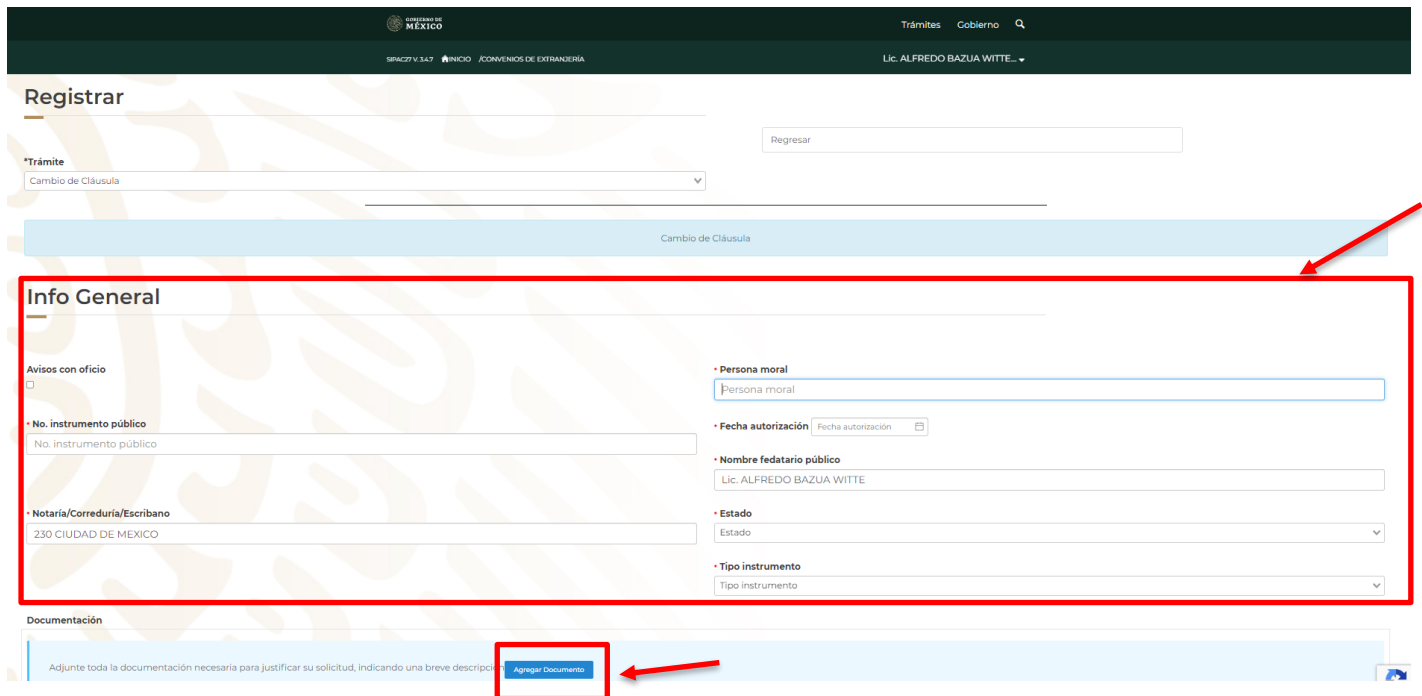 GOBIERNO DE
MÉXICO
Trámites Gobierno
SIPAC27 V. 3.4.7 INICIO /CONVENIOS DE EXTRANJERÍA
Lic. ALFREDO BAZUA WITTE...
Registrar
Regresar
*Trámite
Cambio de Cláusula
Cambio de Cláusula
Info General
Avisos con oficio
• Persona moral
Persona moral
• No. instrumento público
No. instrumento público
• Fecha autorización Fecha autorización
• Nombre fedatario público
Lic. ALFREDO BAZUA WITTE
• Notaría/Correduría/Escribano
230 CIUDAD DE MEXICO
• Estado
Estado
• Tipo instrumento
Tipo instrumento
Documentación
Adjunte toda la documentación necesaria para justificar su solicitud, indicando una breve descripción Agregar Documento